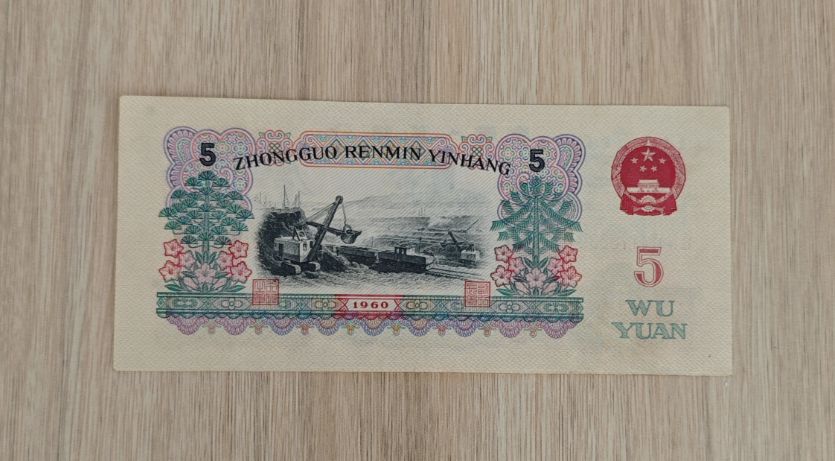 5 ZHONGGUO RENMIN YINHANG 5
5
WU
YUAN
1960